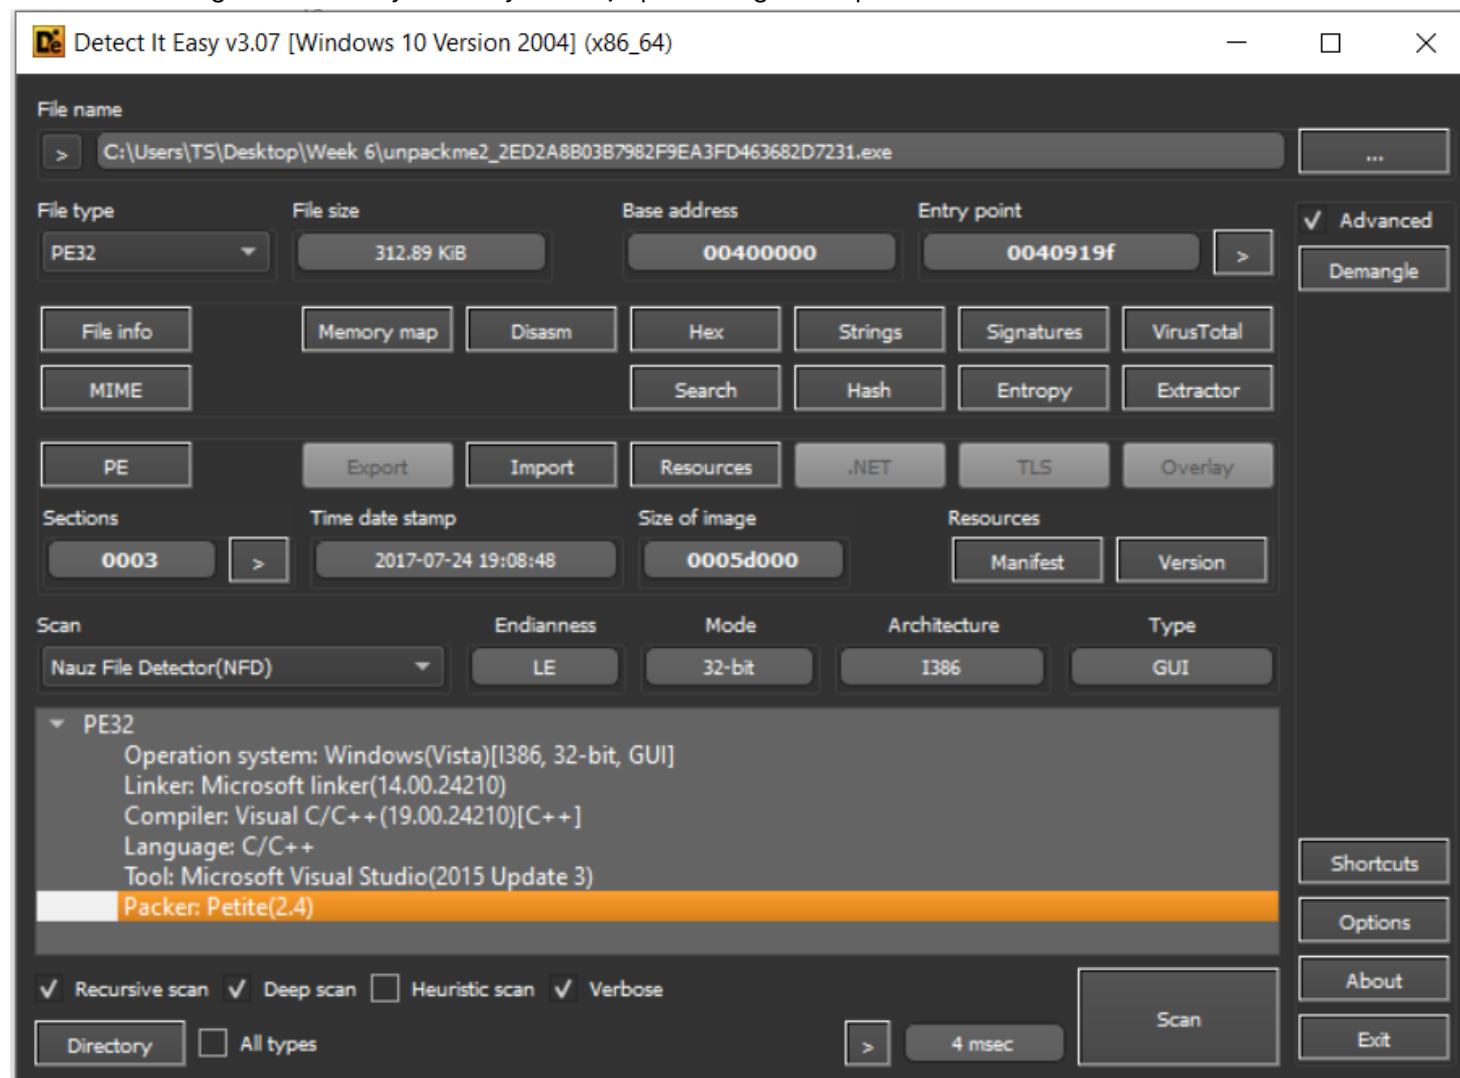 Detect It Easy v3.07 [Windows 10 Version 2004] (x86_64)
File name
> C:\Users\TS\Desktop\Week 6\unpackme2_2ED2A8B03B7982F9EA3FD463682D7231.exe ...
File type File size Base address Entry point Advanced
PE32 312.89 KiB 00400000 0040919f > Demangle
File info Memory map Disasm Hex Strings Signatures VirusTotal
MIME Search Hash Entropy Extractor
PE Export Import Resources .NET TLS Overlay
Sections Time date stamp Size of image Resources
0003 > 2017-07-24 19:08:48 0005d000 Manifest Version
Scan Endianness Mode Architecture Type
Nauz File Detector(NFD) LE 32-bit I386 GUI
PE32
Operation system: Windows(Vista)[I386, 32-bit, GUI]
Linker: Microsoft linker(14.00.24210)
Compiler: Visual C/C++(19.00.24210)[C++]
Language: C/C++
Tool: Microsoft Visual Studio(2015 Update 3)
Packer: Petite(2.4)
Shortcuts
Options
Recursive scan Deep scan Heuristic scan Verbose Scan About
Directory All types > 4 msec Exit